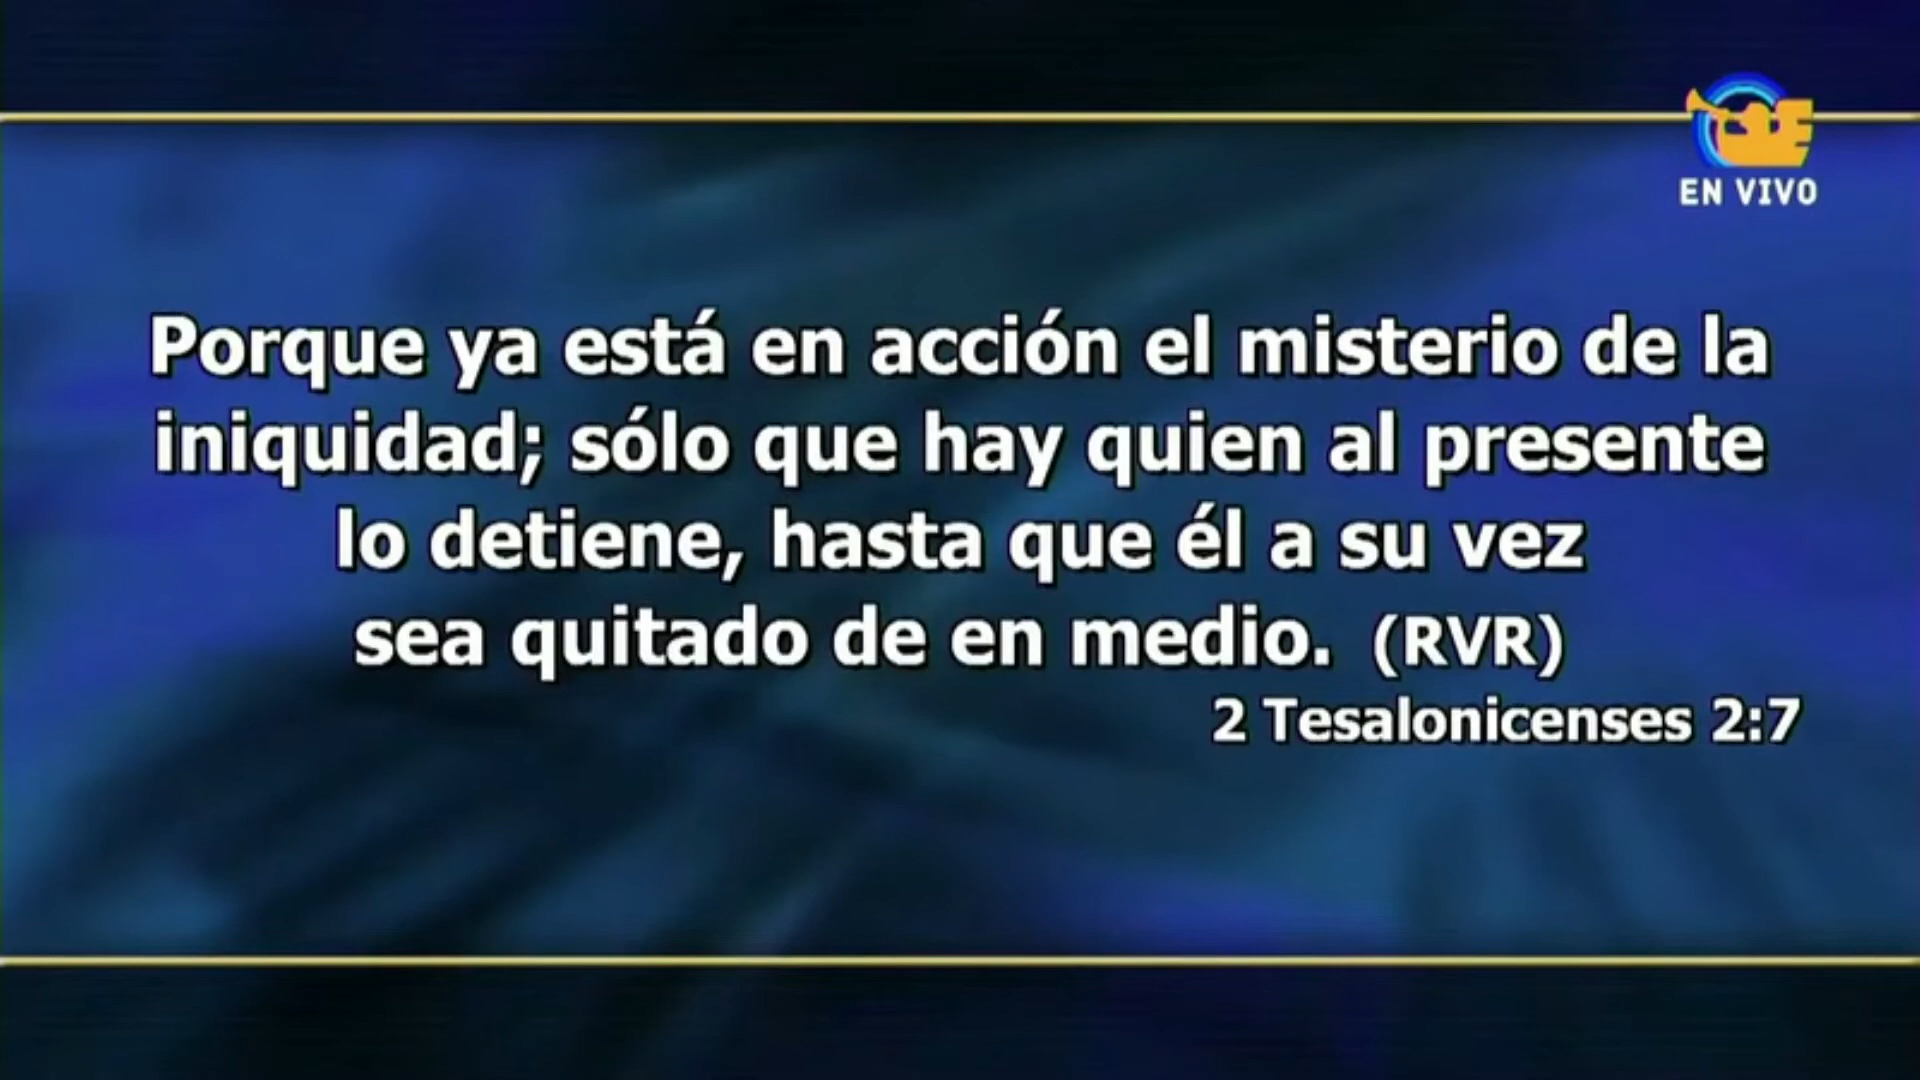 EN VIVO
Porque ya está en acción el misterio de la
iniquidad; sólo que hay quien al presente
lo detiene, hasta que él a su vez
sea quitado de en medio. (RVR)
2 Tesalonicenses 2:7